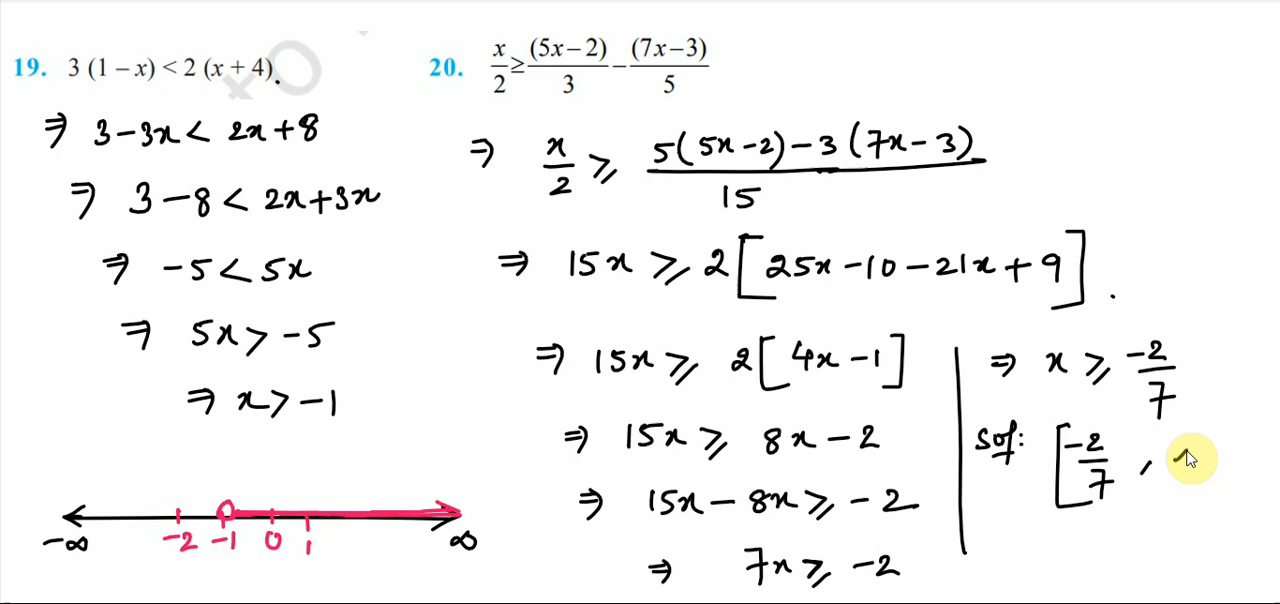 19. 3 (1 – x) < 2 (x + 4).
⇒ 3 – 3x < 2x + 8
⇒ 3 – 8 < 2x + 3x
⇒ -5 < 5x
⇒ 5x > -5
⇒ x > -1
-∞ -2 -1 0 1 ∞
20. x/2 ≥ (5x – 2)/3 – (7x – 3)/5
⇒ x/2 ≥ 5(5x – 2) – 3(7x – 3)/15
⇒ 15x ≥ 2[25x – 10 – 21x + 9].
⇒ 15x ≥ 2[4x – 1]
⇒ 15x ≥ 8x – 2
⇒ 15x – 8x ≥ -2
⇒ 7x ≥ -2
⇒ x ≥ -2/7
[-2/7 ,